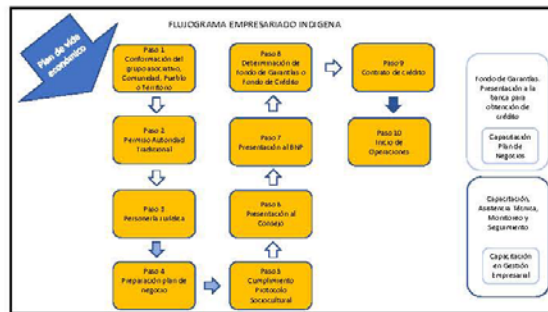 FLUJOGRAMA EMPRESARIADO INDIGENA
Plan de vida
económico
Paso 1
Conformación del
grupo asociativo,
Comunidad, Pueblo
o Territorio
Paso 2
Permiso Autoridad
Tradicional
Paso 3
Personería Jurídica
Paso 4
Preparación plan de
negocio
Paso 5
Cumplimiento
Protocolo
Sociocultural
Paso 6
Presentación al
Consejo
Paso 7
Presentación al BNP
Paso 8
Determinación de
Fondo de Garantías o
Fondo de Crédito
Paso 9
Contrato de Crédito
Paso 10
Inicio de
Operaciones
Fondo de Garantías.
Presentación a la
banca para
obtención de
crédito
Capacitación
Plan de
Negocios
Capacitación,
Asistencia Técnica,
Monitoreo y
Seguimiento
Capacitación
en Gestión
Empresarial